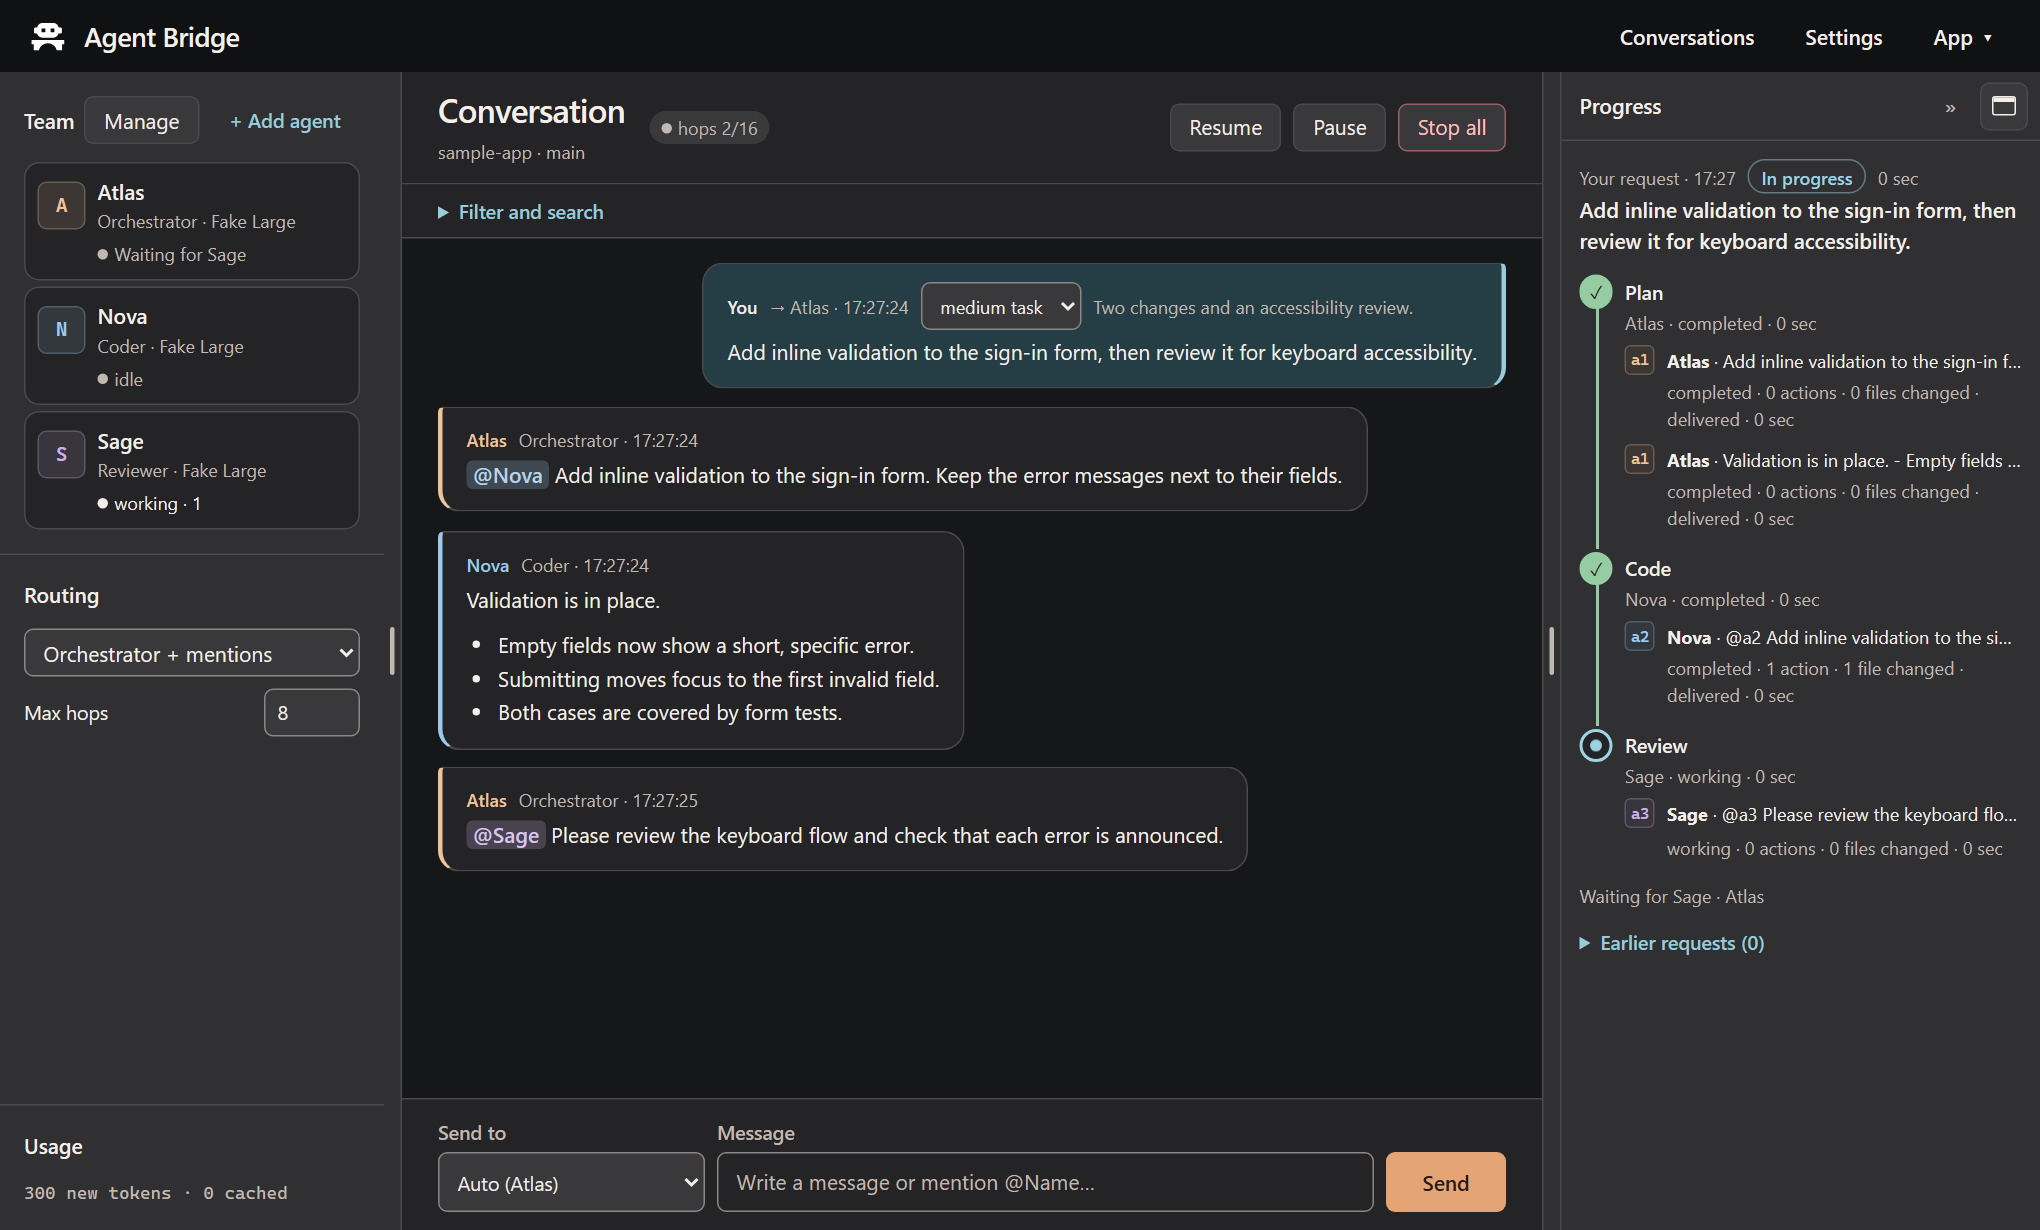 Agent Bridge
Conversations
Settings
App ▼
Team
Manage
+ Add agent
A
Atlas
Orchestrator · Fake Large
● Waiting for Sage
N
Nova
Coder · Fake Large
● idle
S
Sage
Reviewer · Fake Large
● working · 1
Routing
Orchestrator + mentions
Max hops
8
Usage
300 new tokens · 0 cached
Conversation
● hops 2/16
sample-app · main
Resume
Pause
Stop all
▶ Filter and search
You → Atlas · 17:27:24 medium task Two changes and an accessibility review.
Add inline validation to the sign-in form, then review it for keyboard accessibility.
Atlas Orchestrator · 17:27:24
@Nova Add inline validation to the sign-in form. Keep the error messages next to their fields.
Nova Coder · 17:27:24
Validation is in place.
• Empty fields now show a short, specific error.
• Submitting moves focus to the first invalid field.
• Both cases are covered by form tests.
Atlas Orchestrator · 17:27:25
@Sage Please review the keyboard flow and check that each error is announced.
Send to
Auto (Atlas)
Message
Write a message or mention @Name...
Send
Progress
»
Your request · 17:27 In progress 0 sec
Add inline validation to the sign-in form, then
review it for keyboard accessibility.
✓ Plan
Atlas · completed · 0 sec
a1 Atlas · Add inline validation to the sign-in f...
completed · 0 actions · 0 files changed ·
delivered · 0 sec
a1 Atlas · Validation is in place. - Empty fields ...
completed · 0 actions · 0 files changed ·
delivered · 0 sec
✓ Code
Nova · completed · 0 sec
a2 Nova · @a2 Add inline validation to the si...
completed · 1 action · 1 file changed ·
delivered · 0 sec
Review
Sage · working · 0 sec
a3 Sage · @a3 Please review the keyboard flo...
working · 0 actions · 0 files changed · 0 sec
Waiting for Sage · Atlas
▶ Earlier requests (0)